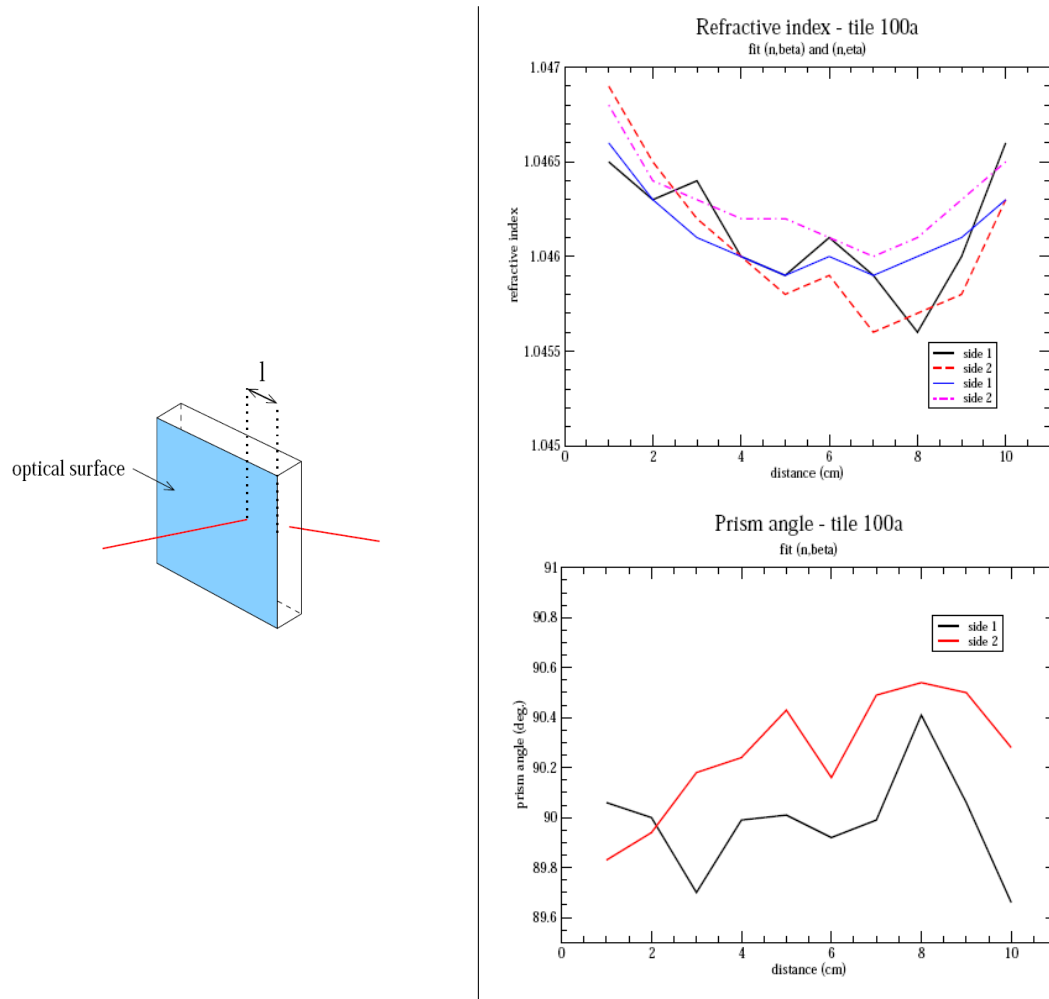 l
optical surface
Refractive index - tile 100a
fit (n,beta) and (n,eta)
1.047
1.0465
1.046
1.0455
1.045
refractive index
0
2
4
6
8
10
distance (cm)
side 1
side 2
side 1
side 2
Prism angle - tile 100a
fit (n,beta)
91
90.8
90.6
90.4
90.2
90
89.8
89.6
prism angle (deg,)
0
2
4
6
8
10
distance (cm)
side 1
side 2